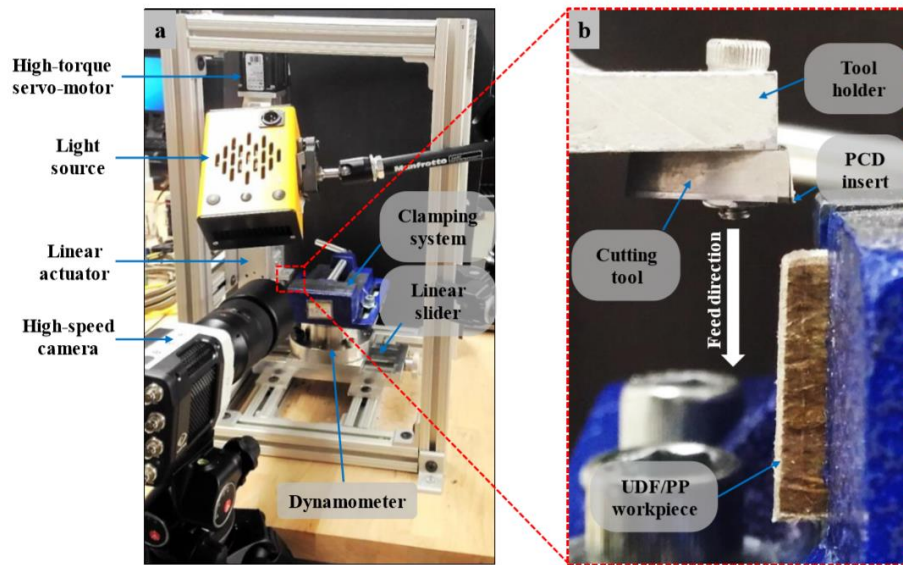 a
High-torque
servo-motor
Light
source
Linear
actuator
High-speed
camera
Manfrotto
Clamping
system
Linear
slider
Dynamometer
b
Tool
holder
PCD
insert
Cutting
tool
Feed direction
UDF/PP
workpiece